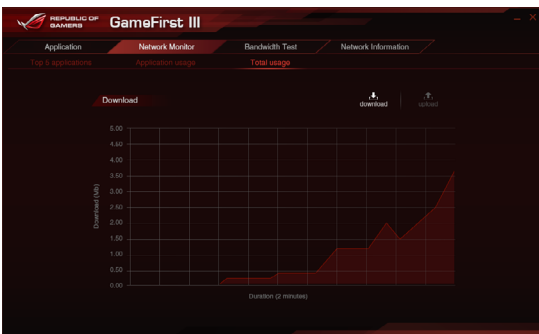 REPUBLIC OF
GAMERS
GameFirst III
Application
Network Monitor
Bandwidth Test
Network Information
Top 5 applications
Application usage
Total usage
Download
download
upload
5.00
4.50
4.00
3.50
3.00
2.50
2.00
1.50
1.00
0.50
0.00
Download (Mb)
Duration (2 minutes)